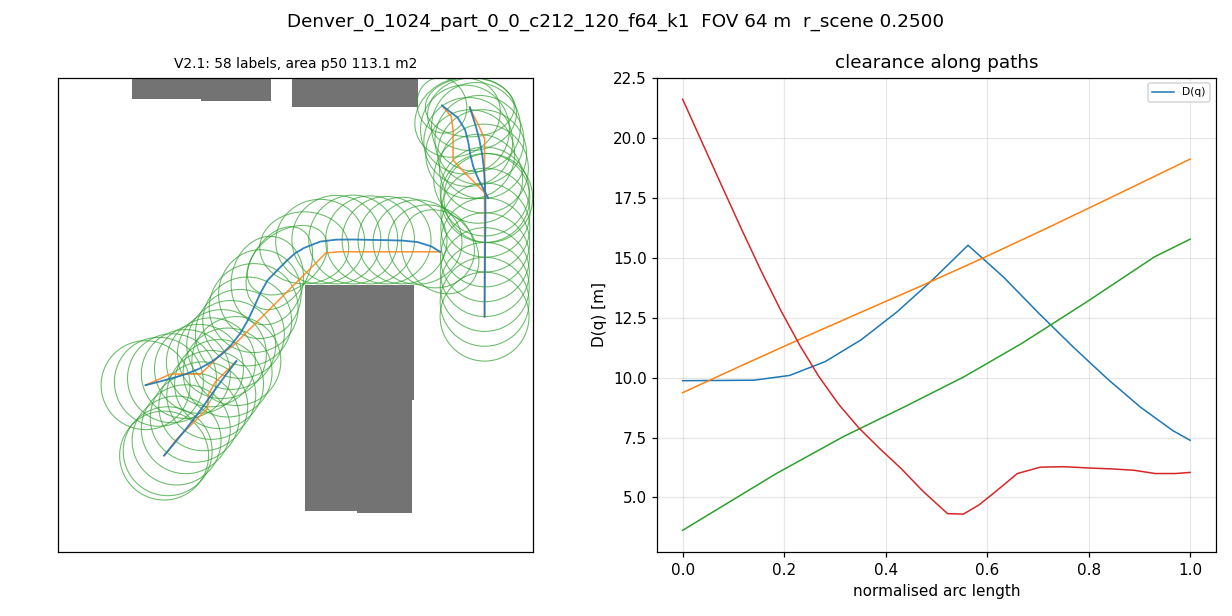 Denver_0_1024_part_0_0_c212_120_f64_k1 FOV 64 m r_scene 0.2500
V2.1: 58 labels, area p50 113.1 m2
clearance along paths
D(q)
D(q) [m]
22.5
20.0
17.5
15.0
12.5
10.0
7.5
5.0
0.0 0.2 0.4 0.6 0.8 1.0
normalised arc length